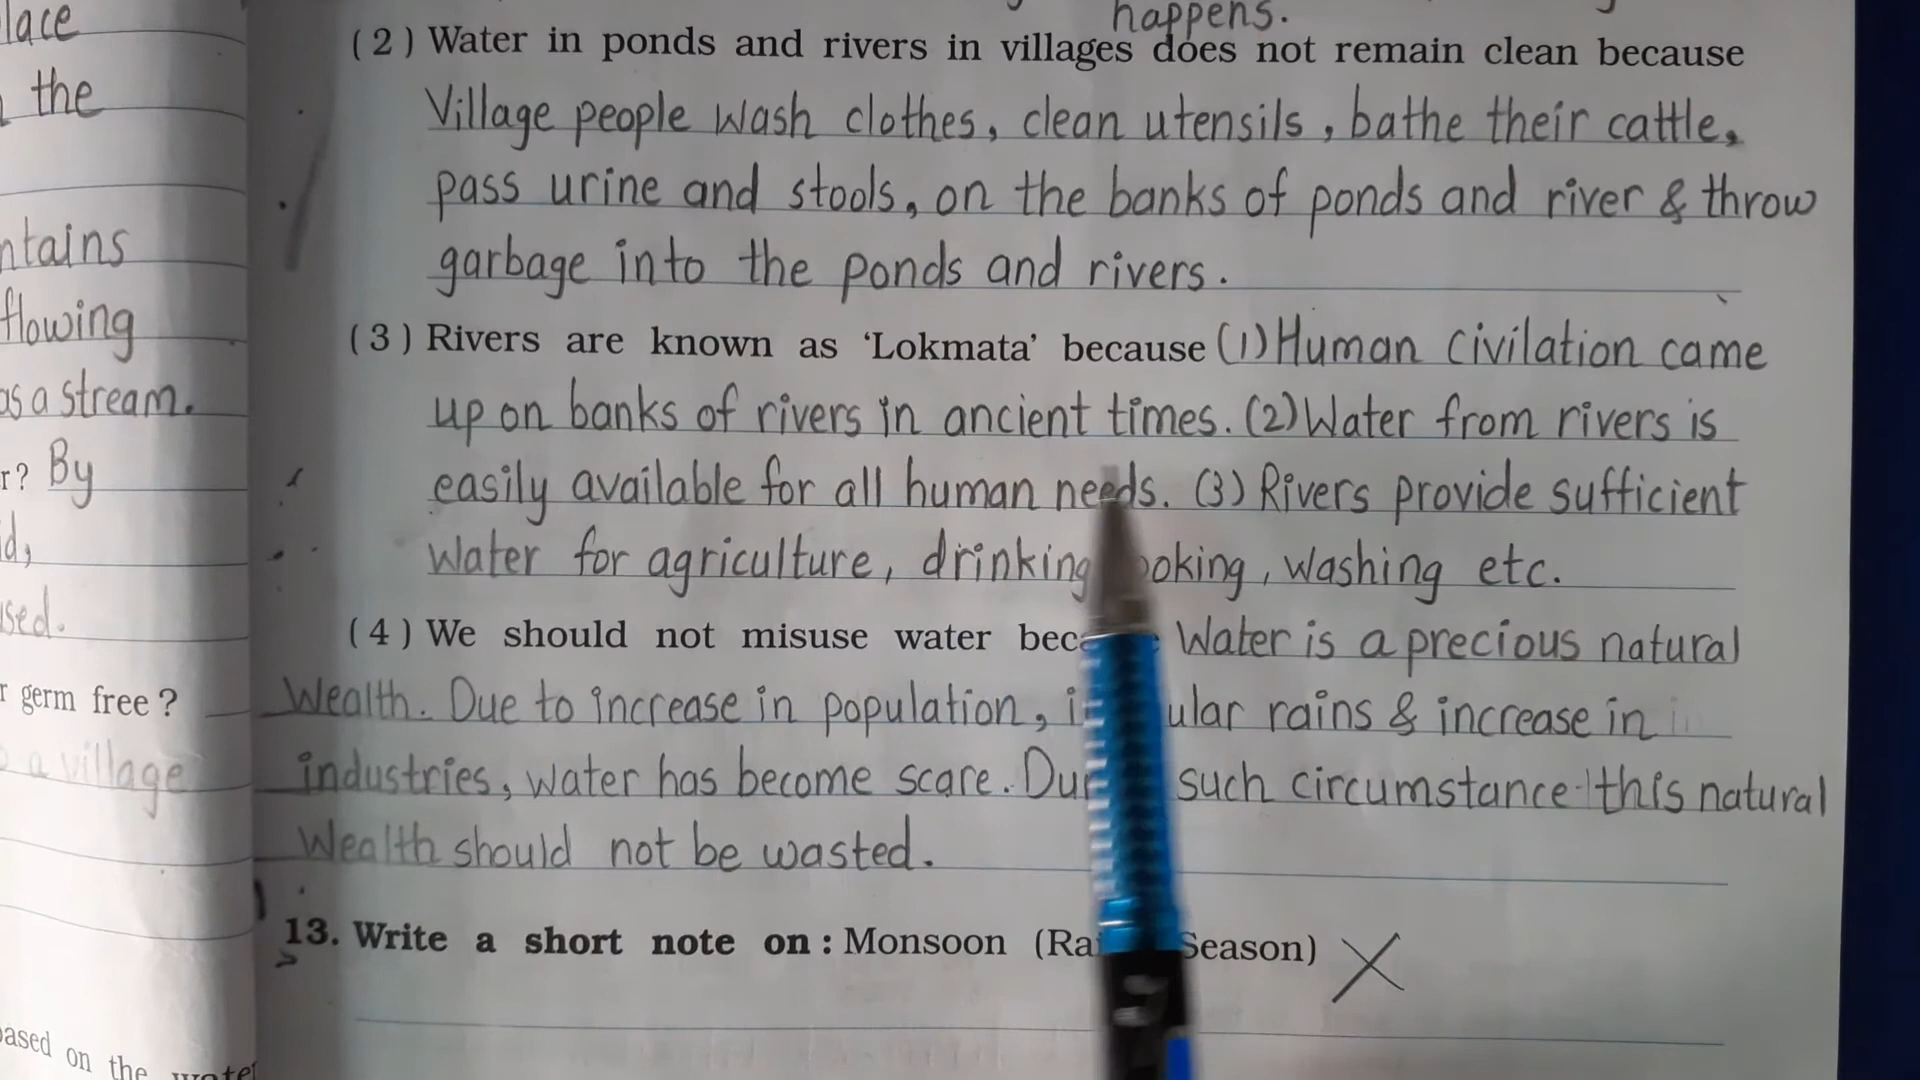 lace
the
ntains
flowing
as a stream.
r? By
id,
sed.
r germ free ?
a village
based on the water
happens.
( 2 ) Water in ponds and rivers in villages does not remain clean because
Village people wash clothes, clean utensils, bathe their cattle,
pass urine and stools, on the banks of ponds and river & throw
garbage into the ponds and rivers.
( 3 ) Rivers are known as ‘Lokmata’ because (1) Human civilation came
up on banks of rivers in ancient times. (2) Water from rivers is
easily available for all human needs. (3) Rivers provide sufficient
Water for agriculture, drinking ooking, washing etc.
( 4 ) We should not misuse water bec Water is a precious natural
Wealth. Due to increase in population, i ular rains & increase in
industries, water has become scare. Du such circumstance this natural
Wealth should not be wasted.
13. Write a short note on : Monsoon (Rai Season)